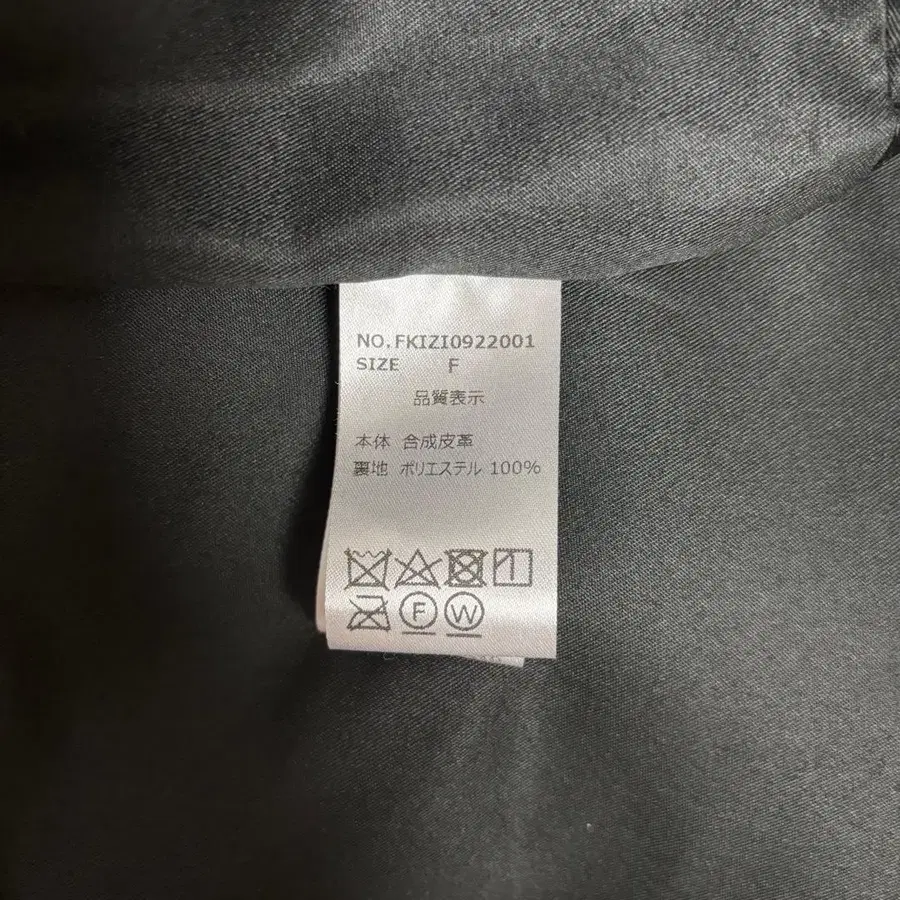 NO.FKIZI0922001
SIZE F
品質表示
本体 合成皮革
裏地 ポリエステル 100%
F W